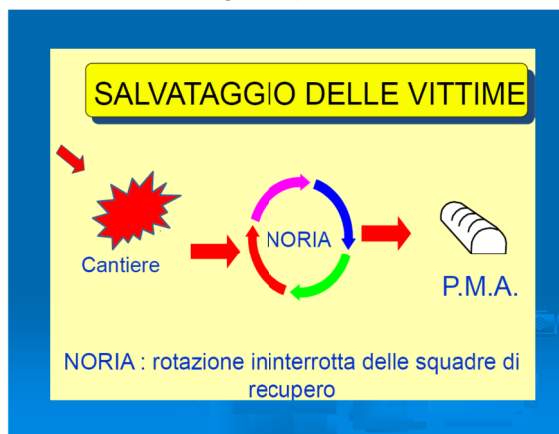 SALVATAGGIO DELLE VITTIME
NORIA
Cantiere
P.M.A.
NORIA : rotazione ininterrotta delle squadre di
recupero